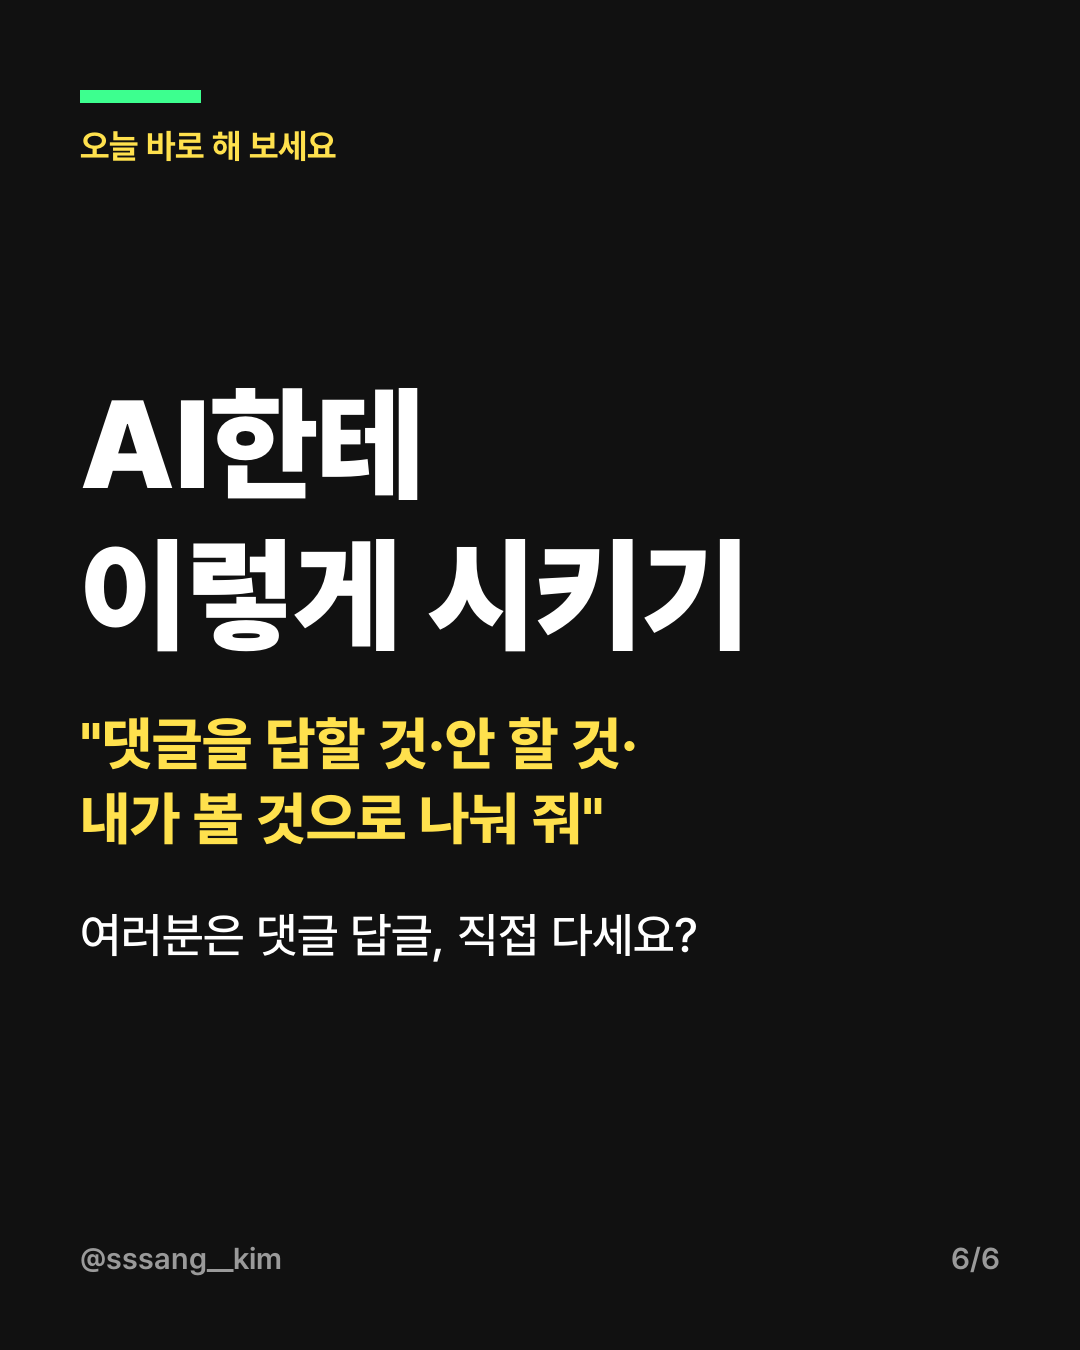 오늘 바로 해 보세요
AI한테
이렇게 시키기
"댓글을 답할 것·안 할 것·
내가 볼 것으로 나눠 줘"
여러분은 댓글 답글, 직접 다세요?
@sssang__kim
6/6